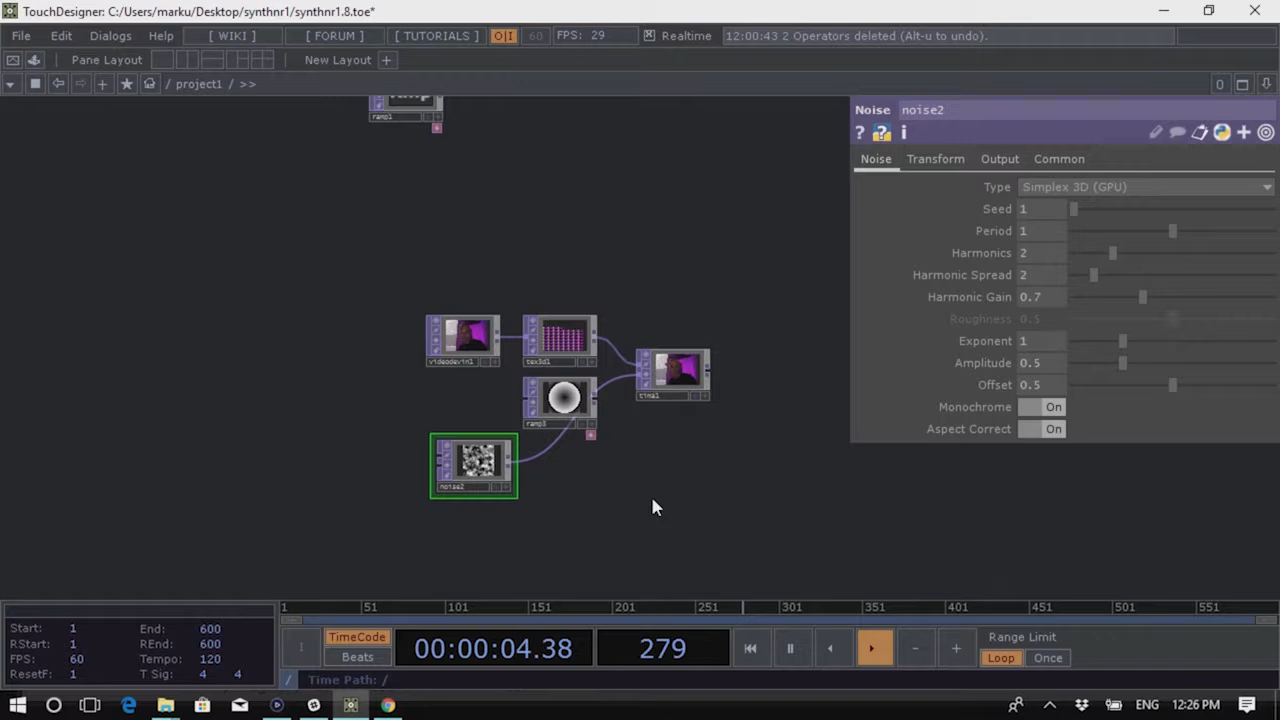 TouchDesigner: C:/Users/marku/Desktop/synthnr1/synthnr1.8.toe*
File Edit Dialogs Help [ WIKI ] [ FORUM ] [ TUTORIALS ] O|I 60 FPS: 29 Realtime 12:00:43 2 Operators deleted (Alt-u to undo).
Pane Layout New Layout +
/ project1 / >> 0
ramp1
Noise noise2
? ? i
Noise Transform Output Common
Type Simplex 3D (GPU)
Seed 1
Period 1
Harmonics 2
Harmonic Spread 2
Harmonic Gain 0.7
Roughness 0.5
Exponent 1
Amplitude 0.5
Offset 0.5
Monochrome On
Aspect Correct On
videodevin1 tex3d1
time1
ramp3
noise2
1 51 101 151 201 251 301 351 401 451 501 551
Start: 1 End: 600
RStart: 1 REnd: 600
FPS: 60 Tempo: 120
ResetF: 1 T Sig: 4 4
TimeCode
Beats
00:00:04.38 279
Range Limit
Loop Once
/ Time Path: /
ENG 12:26 PM